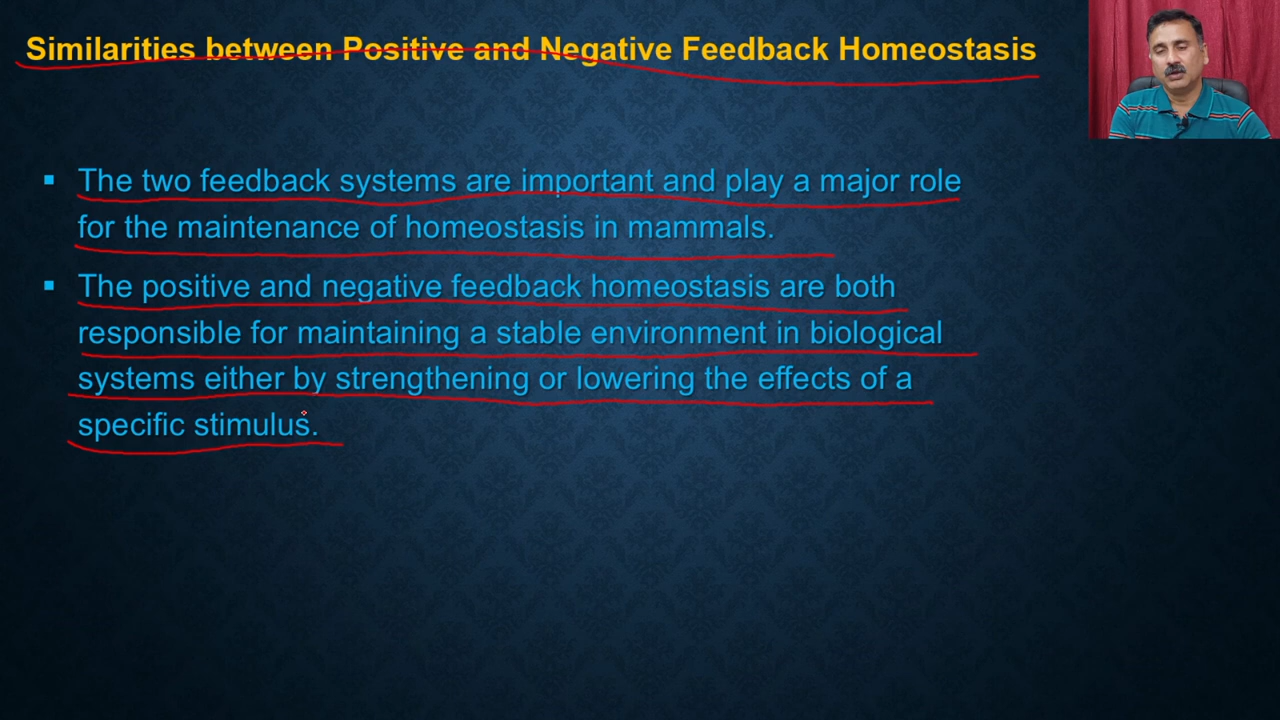 Similarities between Positive and Negative Feedback Homeostasis
▪ The two feedback systems are important and play a major role
for the maintenance of homeostasis in mammals.
▪ The positive and negative feedback homeostasis are both
responsible for maintaining a stable environment in biological
systems either by strengthening or lowering the effects of a
specific stimulus.